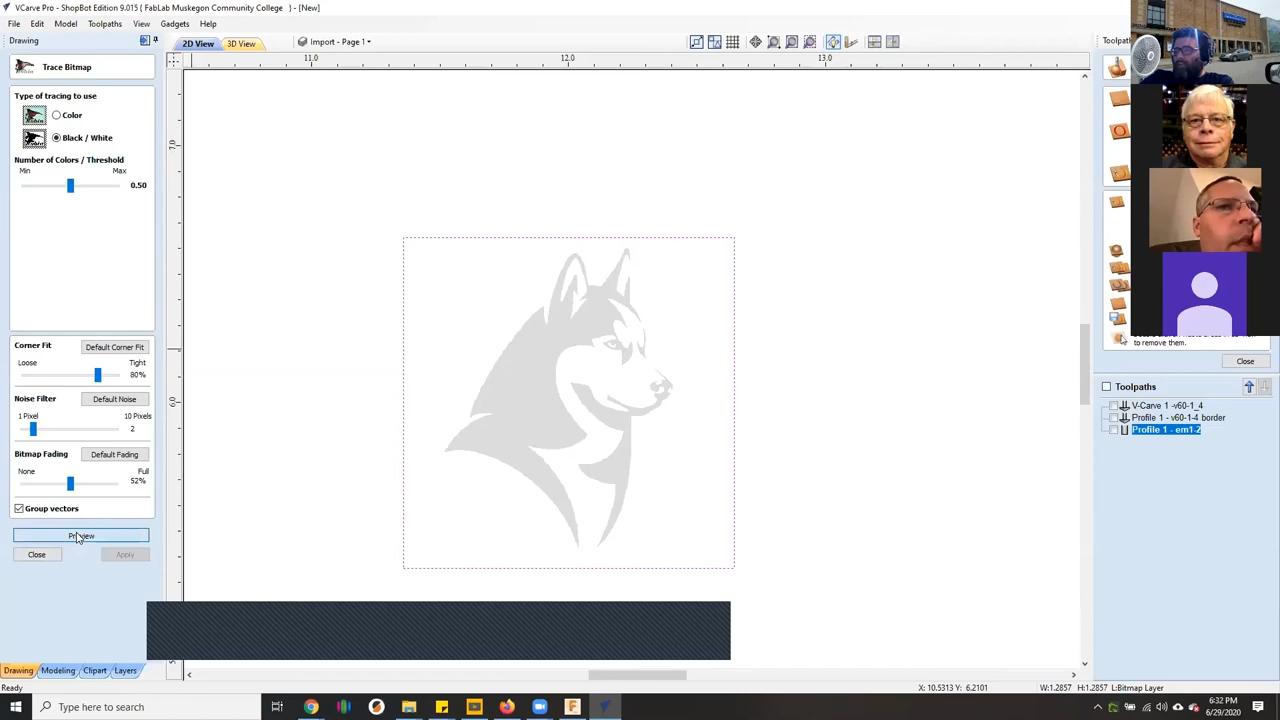 VCarve Pro - ShopBot Edition 9.015 { FabLab Muskegon Community College } - [New]
File Edit Model Toolpaths View Gadgets Help
Drawing
2D View 3D View Import - Page 1
Trace Bitmap
Toolpath
11.0 12.0 13.0
Type of tracing to use
Color
Black / White
Number of Colors / Threshold
Min Max
0.50
7.0
6.0
Corner Fit Default Corner Fit
Loose Tight
80%
Noise Filter Default Noise
1 Pixel 10 Pixels
2
Bitmap Fading Default Fading
None Full
52%
Group vectors
Preview
Close Apply
to remove them.
Close
Toolpaths
V-Carve 1 -v60-1_4
Profile 1 - v60-1-4 border
Profile 1 - em1-2
Drawing Modeling Clipart Layers
Ready
X: 10.5313 Y: 6.2101 W:1.2857 H:1.2857 L:Bitmap Layer
Type here to search
6:32 PM
6/29/2020